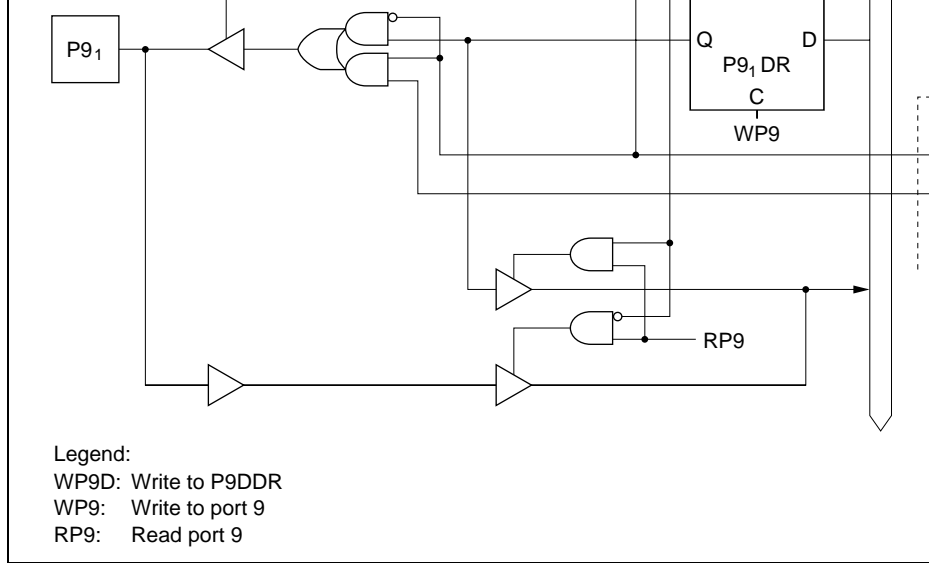 P9₁
Q D
P9₁ DR
C
WP9
RP9
Legend:
WP9D: Write to P9DDR
WP9: Write to port 9
RP9: Read port 9